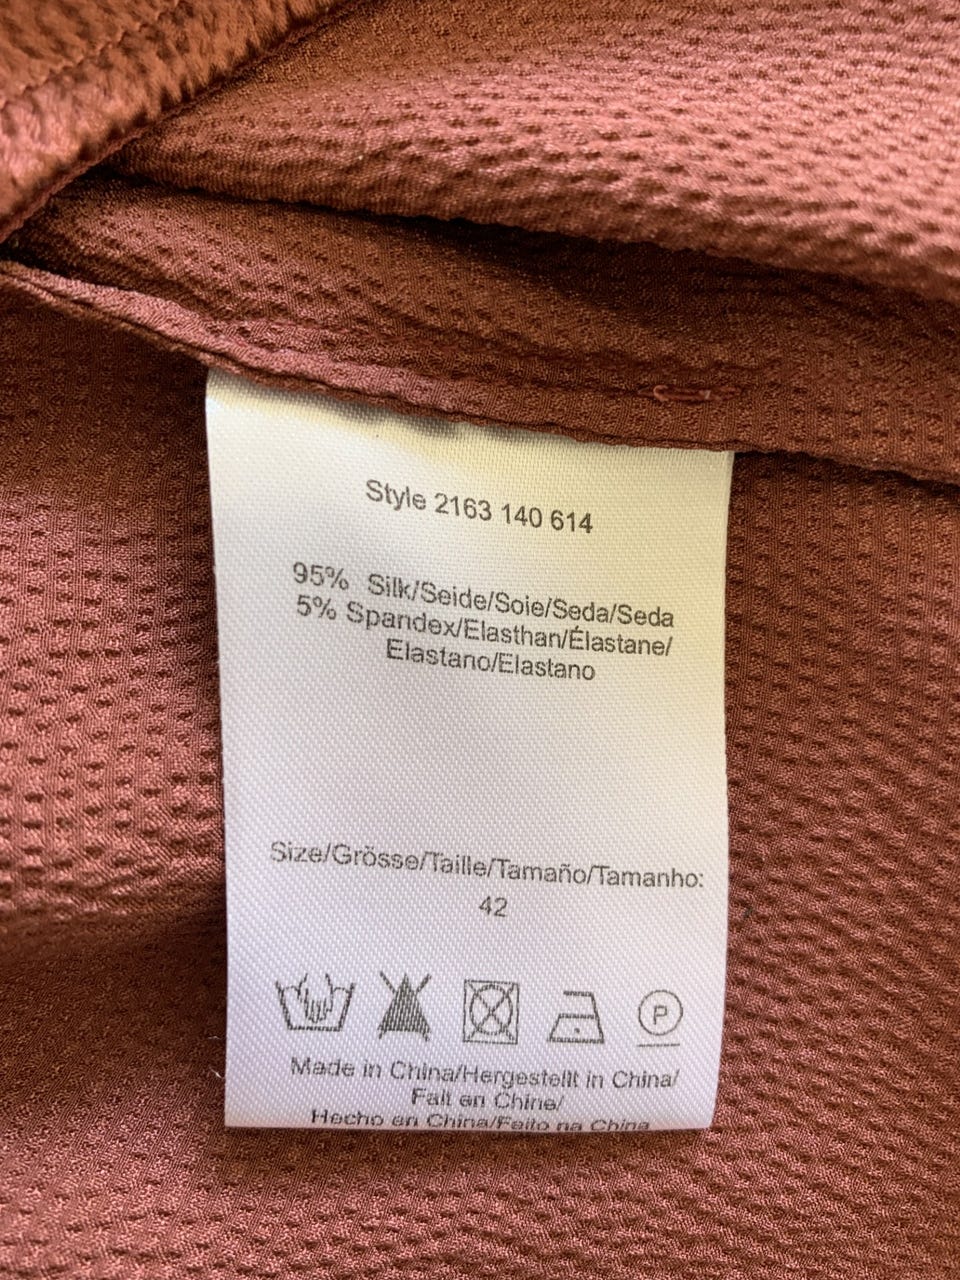 Style 2163 140 614
95% Silk/Seide/Soie/Seda/Seda
5% Spandex/Elasthan/Élastane/
Elastano/Elastano
Size/Grösse/Taille/Tamaño/Tamanho:
42
P
Made in China/Hergestellt in China/
Fait en Chine/
Hecho en China/Feito na China